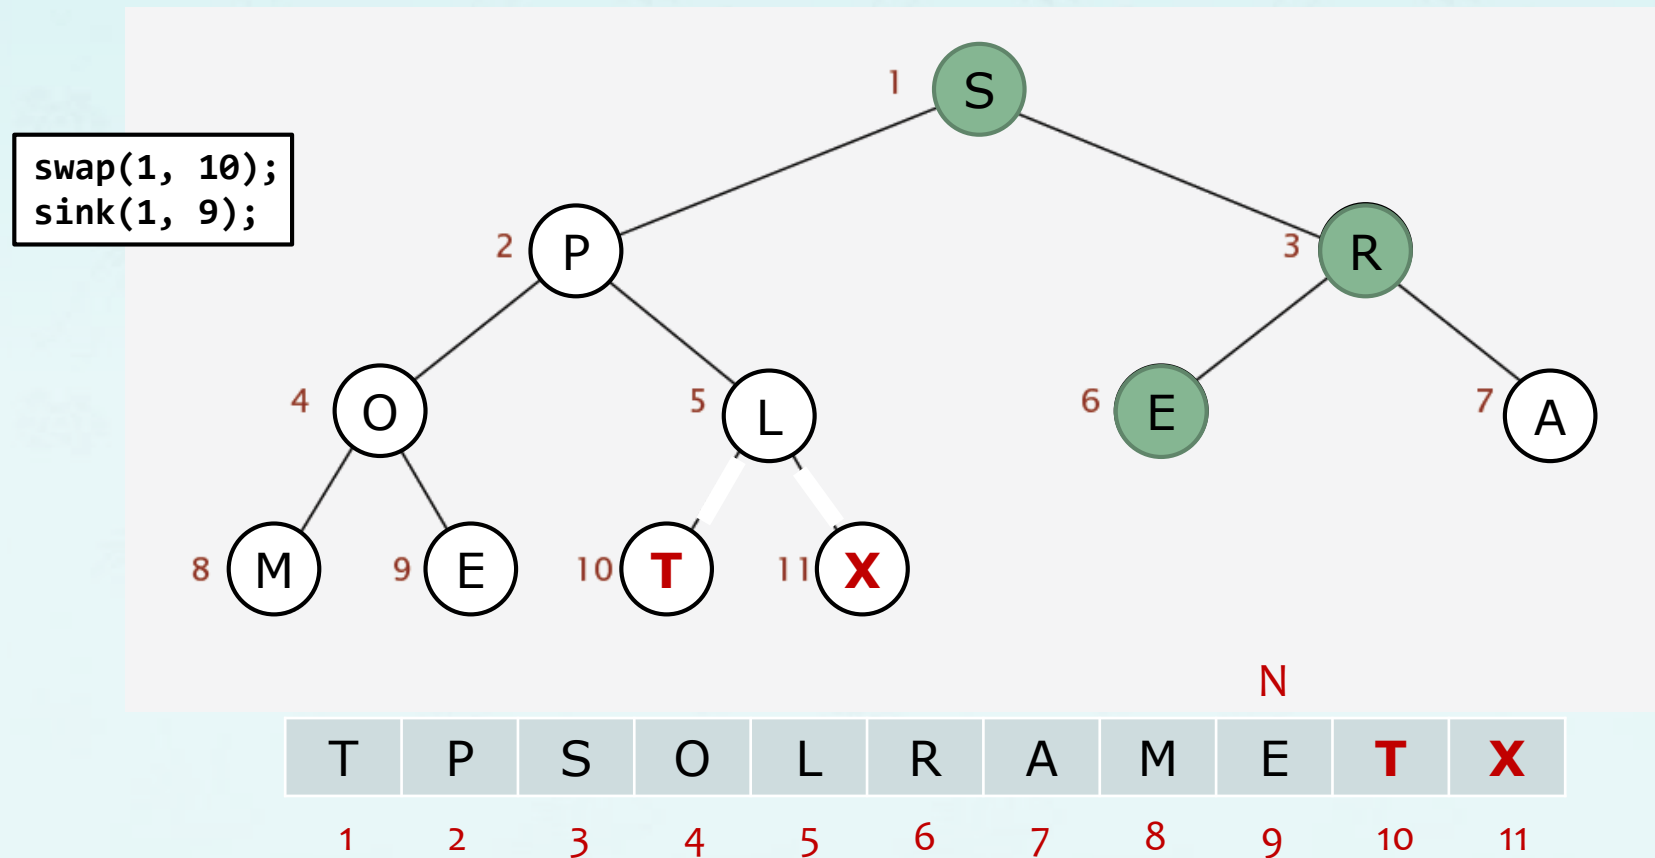 1 S
swap(1, 10);
sink(1, 9);
2 P 3 R
4 O 5 L 6 E 7 A
8 M 9 E 10 T 11 X
N
T P S O L R A M E T X
1 2 3 4 5 6 7 8 9 10 11